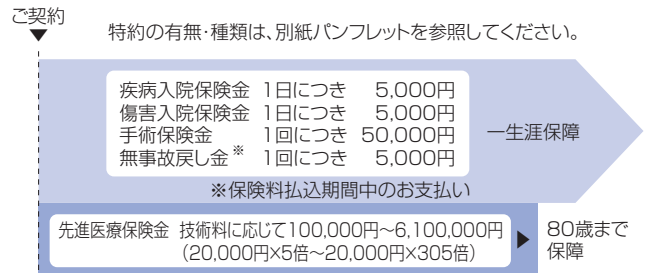 ご契約
特約の有無・種類は、別紙パンフレットを参照してください。
疾病入院保険金 1日につき 5,000円
傷害入院保険金 1日につき 5,000円
手術保険金 1回につき 50,000円
無事故戻し金※ 1回につき 5,000円
一生涯保障
※保険料払込期間中のお支払い
先進医療保険金 技術料に応じて100,000円~6,100,000円
(20,000円×5倍~20,000円×305倍)
80歳まで
保障